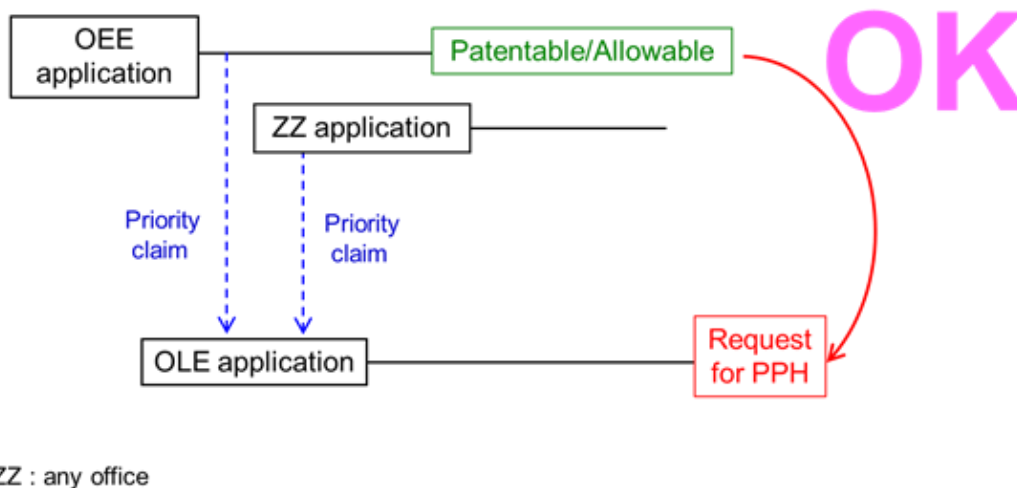 OEE
application
Patentable/Allowable
OK
ZZ application
Priority
claim
Priority
claim
OLE application
Request
for PPH
ZZ : any office